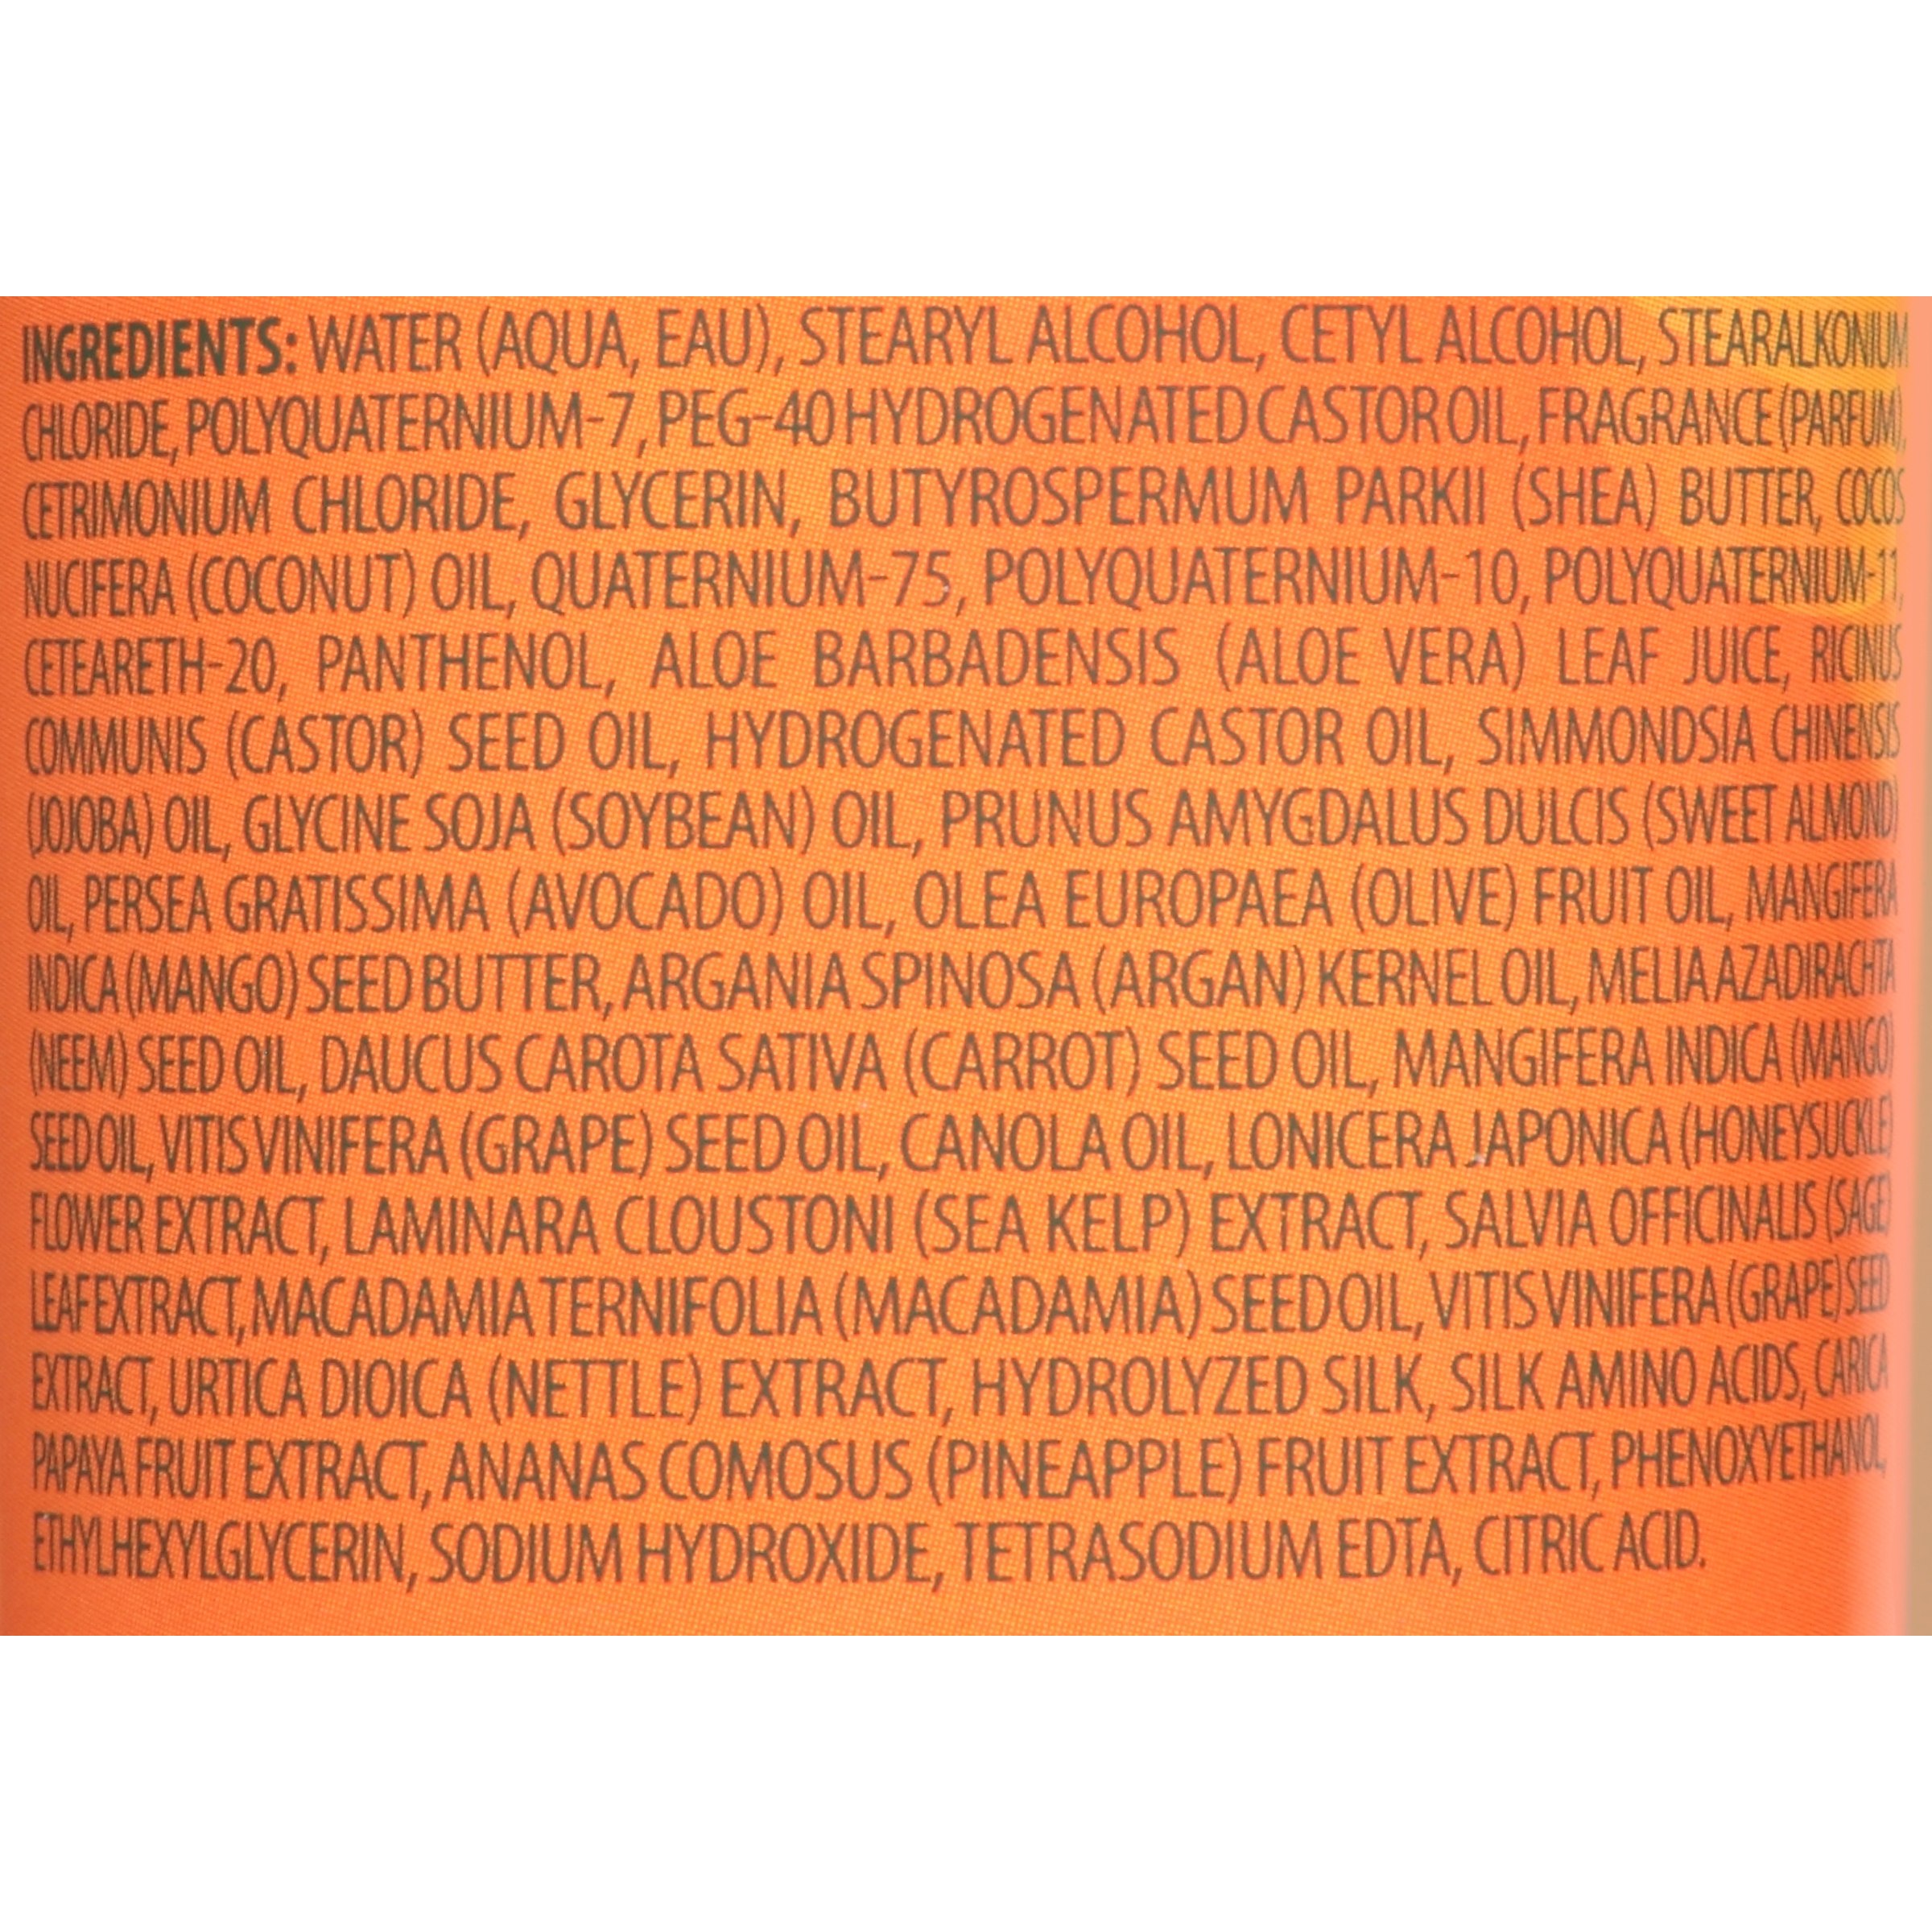 INGREDIENTS: WATER (AQUA, EAU), STEARYL ALCOHOL, CETYL ALCOHOL, STEARALKONIUM
CHLORIDE, POLYQUATERNIUM-7, PEG-40 HYDROGENATED CASTOR OIL, FRAGRANCE (PARFUM),
CETRIMONIUM CHLORIDE, GLYCERIN, BUTYROSPERMUM PARKII (SHEA) BUTTER, COCOS
NUCIFERA (COCONUT) OIL, QUATERNIUM-75, POLYQUATERNIUM-10, POLYQUATERNIUM-11,
CETEARETH-20, PANTHENOL, ALOE BARBADENSIS (ALOE VERA) LEAF JUICE, RICINUS
COMMUNIS (CASTOR) SEED OIL, HYDROGENATED CASTOR OIL, SIMMONDSIA CHINENSIS
(JOJOBA) OIL, GLYCINE SOJA (SOYBEAN) OIL, PRUNUS AMYGDALUS DULCIS (SWEET ALMOND)
OIL, PERSEA GRATISSIMA (AVOCADO) OIL, OLEA EUROPAEA (OLIVE) FRUIT OIL, MANGIFERA
INDICA (MANGO) SEED BUTTER, ARGANIA SPINOSA (ARGAN) KERNEL OIL, MELIA AZADIRACHTA
(NEEM) SEED OIL, DAUCUS CAROTA SATIVA (CARROT) SEED OIL, MANGIFERA INDICA (MANGO)
SEED OIL, VITIS VINIFERA (GRAPE) SEED OIL, CANOLA OIL, LONICERA JAPONICA (HONEYSUCKLE)
FLOWER EXTRACT, LAMINARA CLOUSTONI (SEA KELP) EXTRACT, SALVIA OFFICINALIS (SAGE)
LEAF EXTRACT, MACADAMIA TERNIFOLIA (MACADAMIA) SEED OIL, VITIS VINIFERA (GRAPE) SEED
EXTRACT, URTICA DIOICA (NETTLE) EXTRACT, HYDROLYZED SILK, SILK AMINO ACIDS, CARICA
PAPAYA FRUIT EXTRACT, ANANAS COMOSUS (PINEAPPLE) FRUIT EXTRACT, PHENOXYETHANOL,
ETHYLHEXYLGLYCERIN, SODIUM HYDROXIDE, TETRASODIUM EDTA, CITRIC ACID.